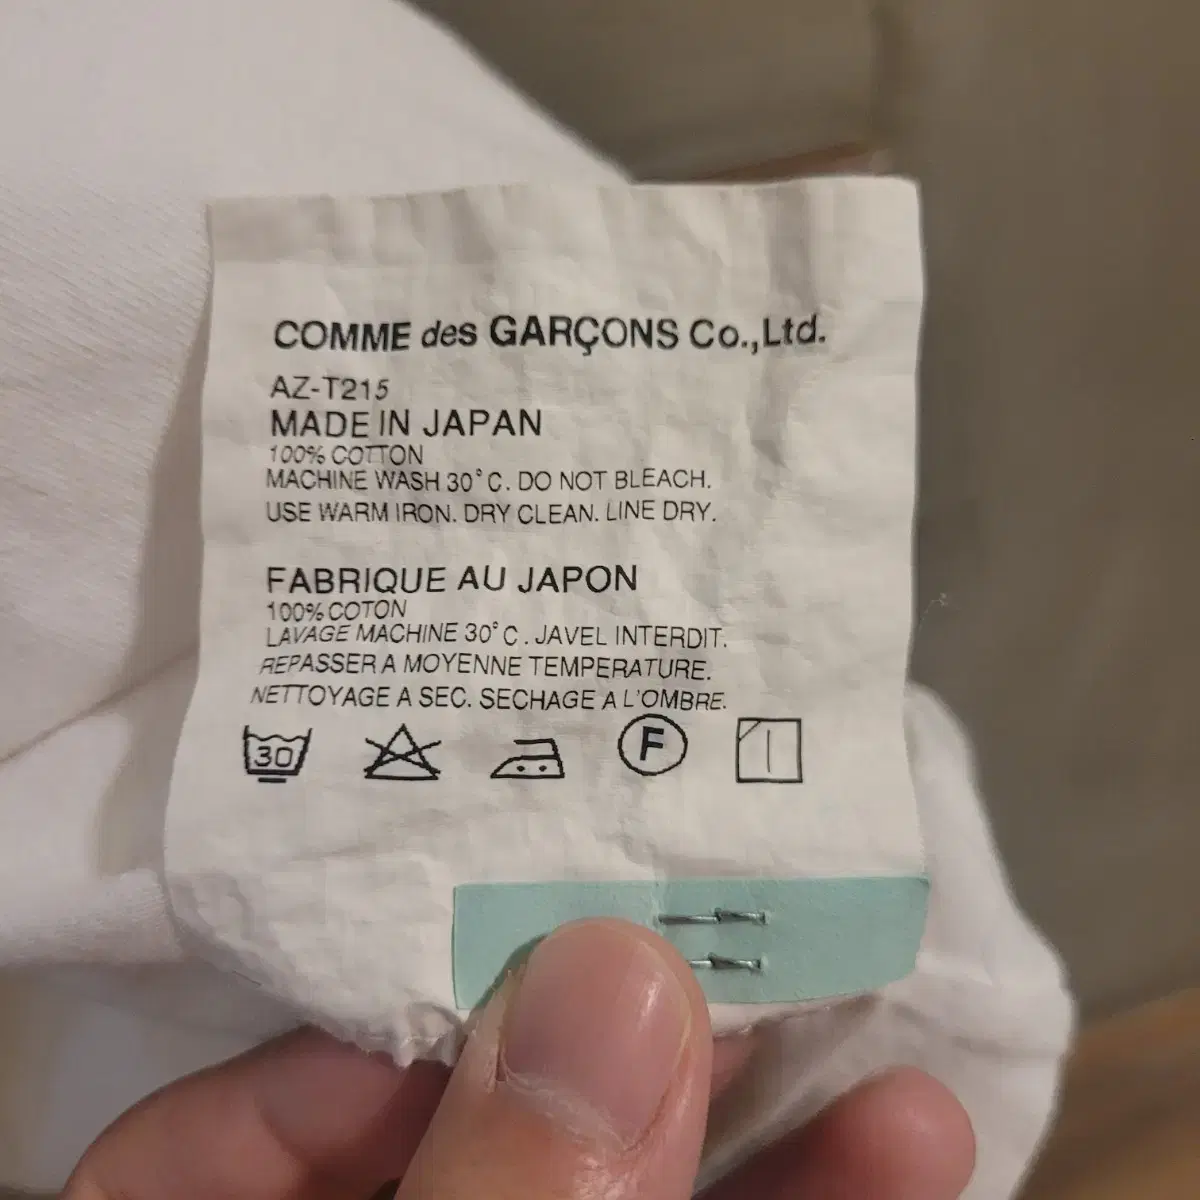 COMME des GARÇONS Co.,Ltd.
AZ-T215
MADE IN JAPAN
100% COTTON
MACHINE WASH 30°C. DO NOT BLEACH.
USE WARM IRON. DRY CLEAN. LINE DRY.
FABRIQUE AU JAPON
100% COTON
LAVAGE MACHINE 30°C. JAVEL INTERDIT.
REPASSER A MOYENNE TEMPERATURE.
NETTOYAGE A SEC. SECHAGE A L'OMBRE.
30 F